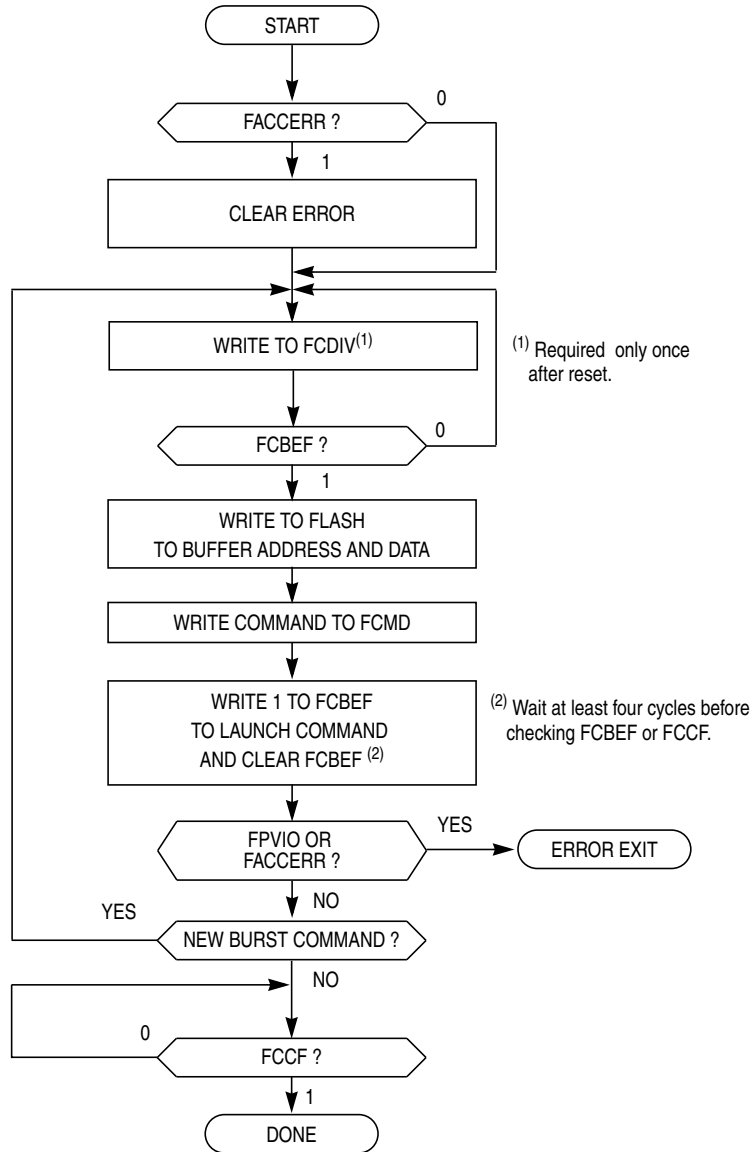 START
FACCERR ?
0
1
CLEAR ERROR
WRITE TO FCDIV(1)
(1) Required only once
after reset.
FCBEF ?
0
1
WRITE TO FLASH
TO BUFFER ADDRESS AND DATA
WRITE COMMAND TO FCMD
WRITE 1 TO FCBEF
TO LAUNCH COMMAND
AND CLEAR FCBEF (2)
(2) Wait at least four cycles before
checking FCBEF or FCCF.
FPVIO OR
FACCERR ?
YES
ERROR EXIT
NO
YES
NEW BURST COMMAND ?
NO
0
FCCF ?
1
DONE